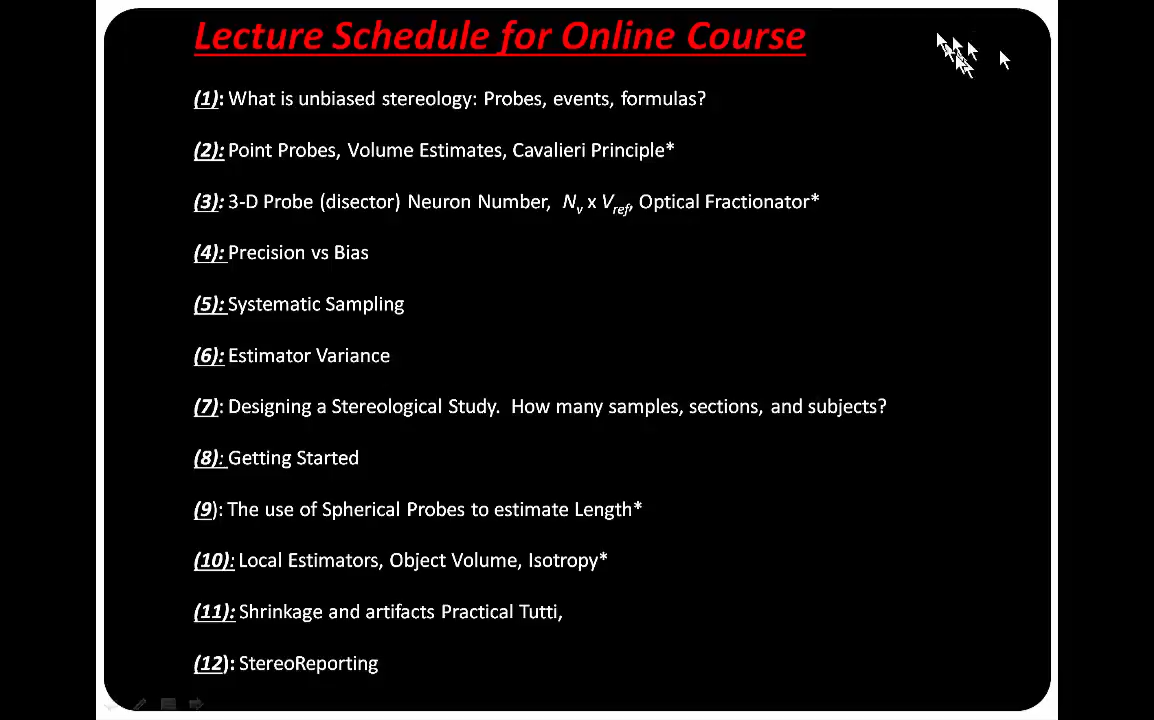 Lecture Schedule for Online Course
(1): What is unbiased stereology: Probes, events, formulas?
(2): Point Probes, Volume Estimates, Cavalieri Principle*
(3): 3-D Probe (disector) Neuron Number, Nv x Vref, Optical Fractionator*
(4): Precision vs Bias
(5): Systematic Sampling
(6): Estimator Variance
(7): Designing a Stereological Study. How many samples, sections, and subjects?
(8): Getting Started
(9): The use of Spherical Probes to estimate Length*
(10): Local Estimators, Object Volume, Isotropy*
(11): Shrinkage and artifacts Practical Tutti,
(12): StereoReporting